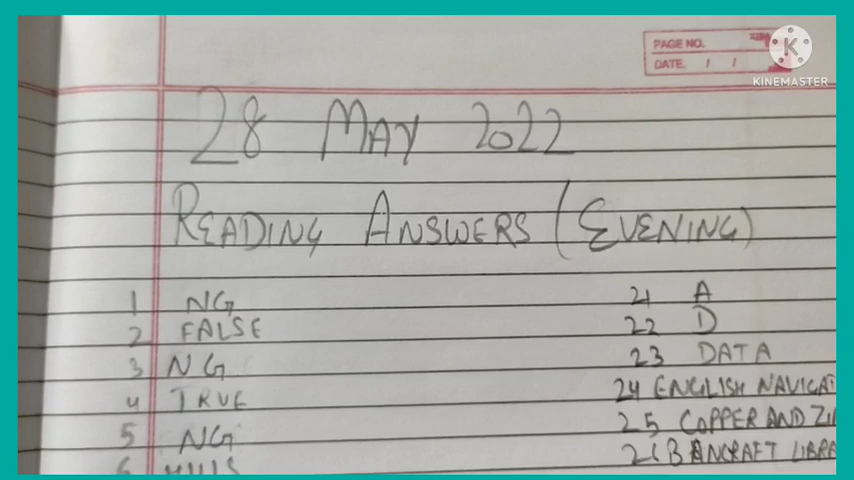 PAGE NO.
DATE / /
KINEMASTER
28 MAY 2022
READING ANSWERS (EVENING)
1 NG
2 FALSE
3 NG
4 TRUE
5 NG
6
21 A
22 D
23 DATA
24 ENGLISH NAVIGAT
25 COPPER AND ZI
26 BANCRAFT LIBRA